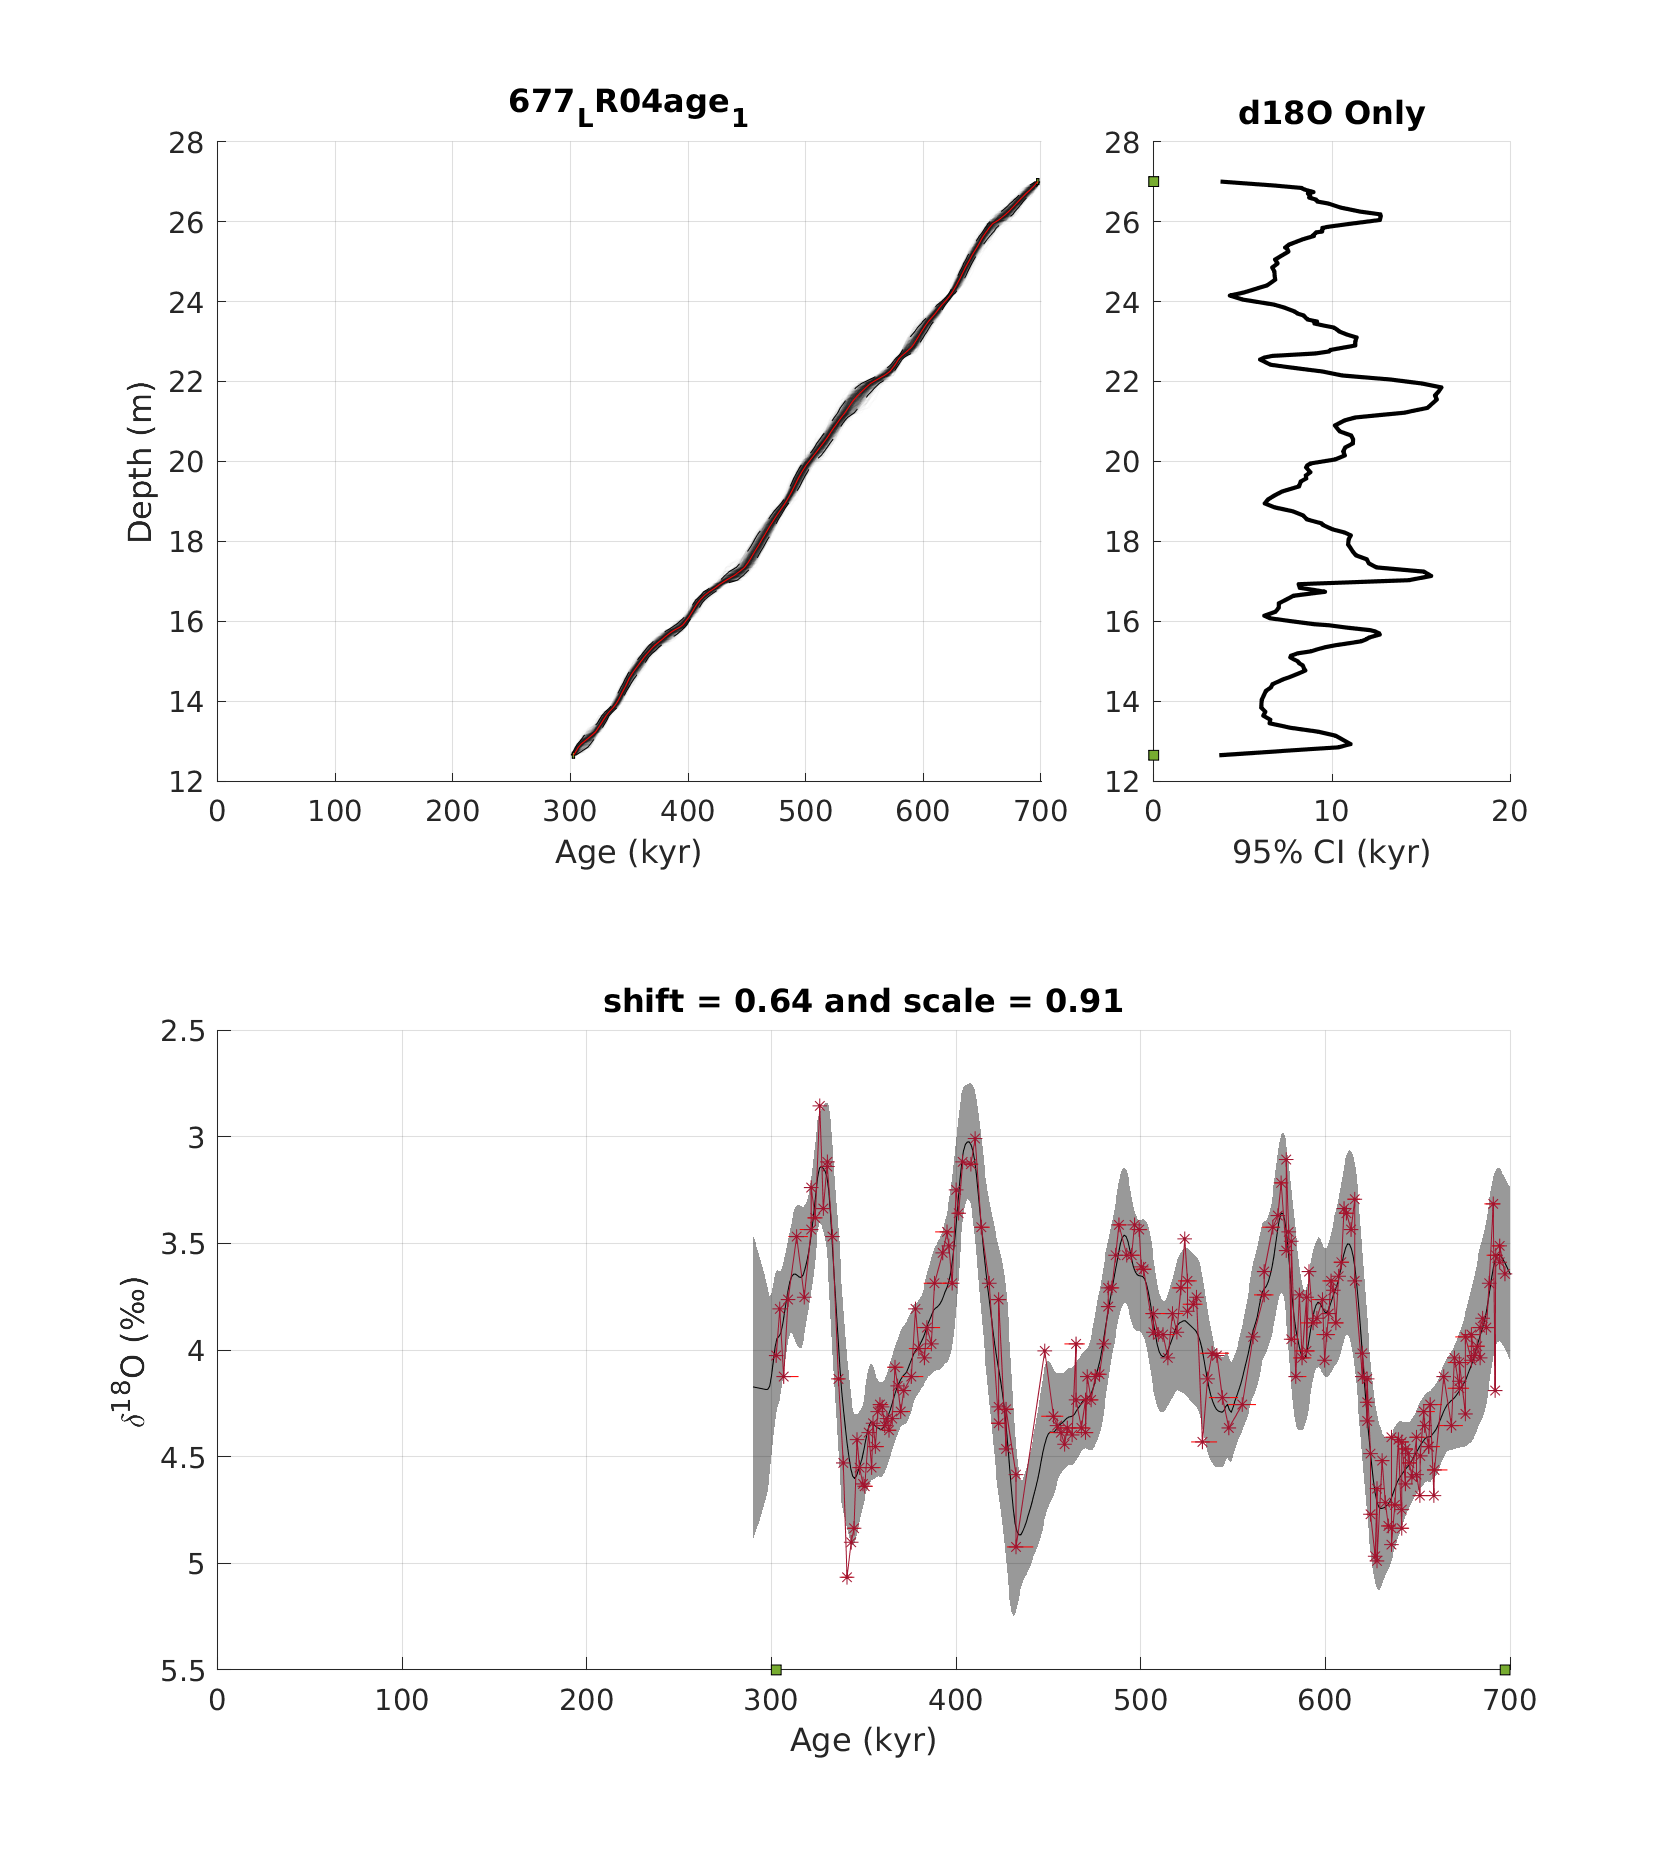 677LR04age1
d18O Only
28
26
24
22
20
18
16
14
12
Depth (m)
0 100 200 300 400 500 600 700
Age (kyr)
28
26
24
22
20
18
16
14
12
0 10 20
95% CI (kyr)
shift = 0.64 and scale = 0.91
2.5
3
3.5
4
4.5
5
5.5
δ18O (‰)
0 100 200 300 400 500 600 700
Age (kyr)